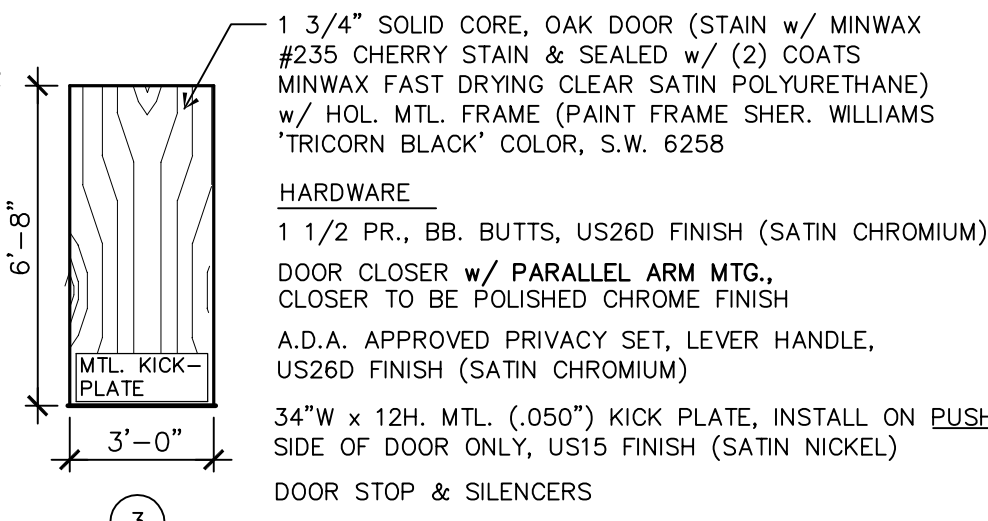 1 3/4" SOLID CORE, OAK DOOR (STAIN w/ MINWAX
#235 CHERRY STAIN & SEALED w/ (2) COATS
MINWAX FAST DRYING CLEAR SATIN POLYURETHANE)
w/ HOL. MTL. FRAME (PAINT FRAME SHER. WILLIAMS
'TRICORN BLACK' COLOR, S.W. 6258
HARDWARE
1 1/2 PR., BB. BUTTS, US26D FINISH (SATIN CHROMIUM)
DOOR CLOSER w/ PARALLEL ARM MTG.,
CLOSER TO BE POLISHED CHROME FINISH
A.D.A. APPROVED PRIVACY SET, LEVER HANDLE,
US26D FINISH (SATIN CHROMIUM)
34"W x 12H. MTL. (.050") KICK PLATE, INSTALL ON PUSH
SIDE OF DOOR ONLY, US15 FINISH (SATIN NICKEL)
DOOR STOP & SILENCERS
6'-8"
MTL. KICK-
PLATE
3'-0"
3